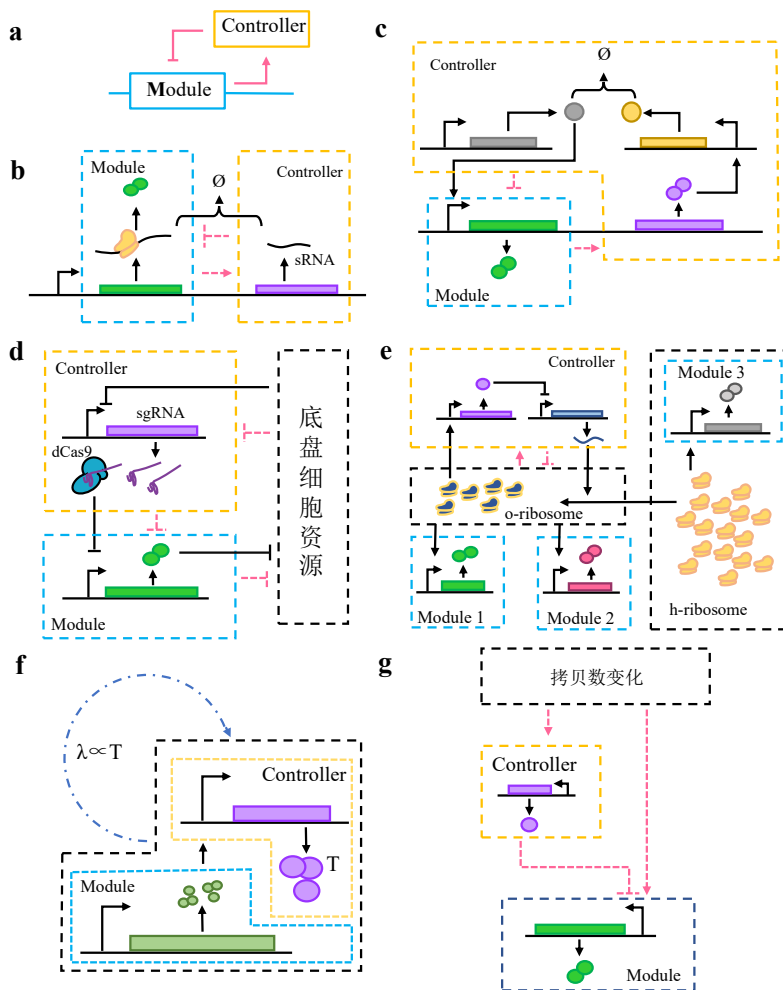 a
Controller
Module
b
Module
Controller
Ø
sRNA
c
Controller
Ø
Module
d
Controller
sgRNA
dCas9
Module
底盘细胞资源
e
Controller
Module 3
o-ribosome
Module 1
Module 2
h-ribosome
f
λ∝T
Controller
T
Module
g
拷贝数变化
Controller
Module